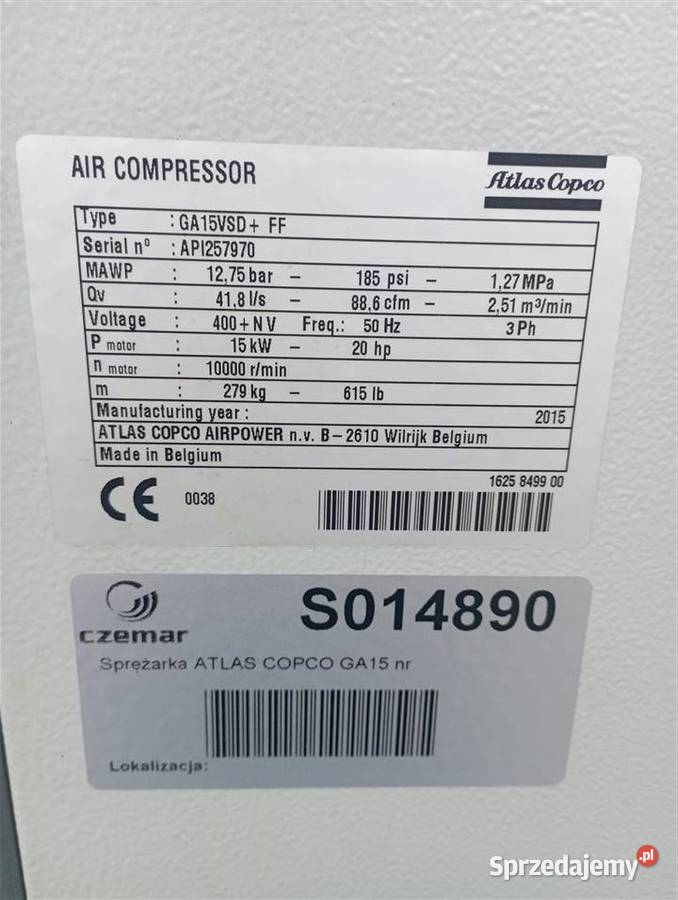 AIR COMPRESSOR
Atlas Copco
Type : GA15VSD+ FF
Serial nº : API257970
MAWP : 12,75 bar – 185 psi – 1,27 MPa
Qv : 41,8 l/s – 88,6 cfm – 2,51 m³/min
Voltage : 400+N V Freq.: 50 Hz 3 Ph
P motor : 15 kW – 20 hp
n motor : 10000 r/min
m : 279 kg – 615 lb
Manufacturing year : 2015
ATLAS COPCO AIRPOWER n.v. B–2610 Wilrijk Belgium
Made in Belgium
1625 8499 00
CE 0038
czemar
S014890
Sprężarka ATLAS COPCO GA15 nr
Lokalizacja:
Sprzedajemy.pl